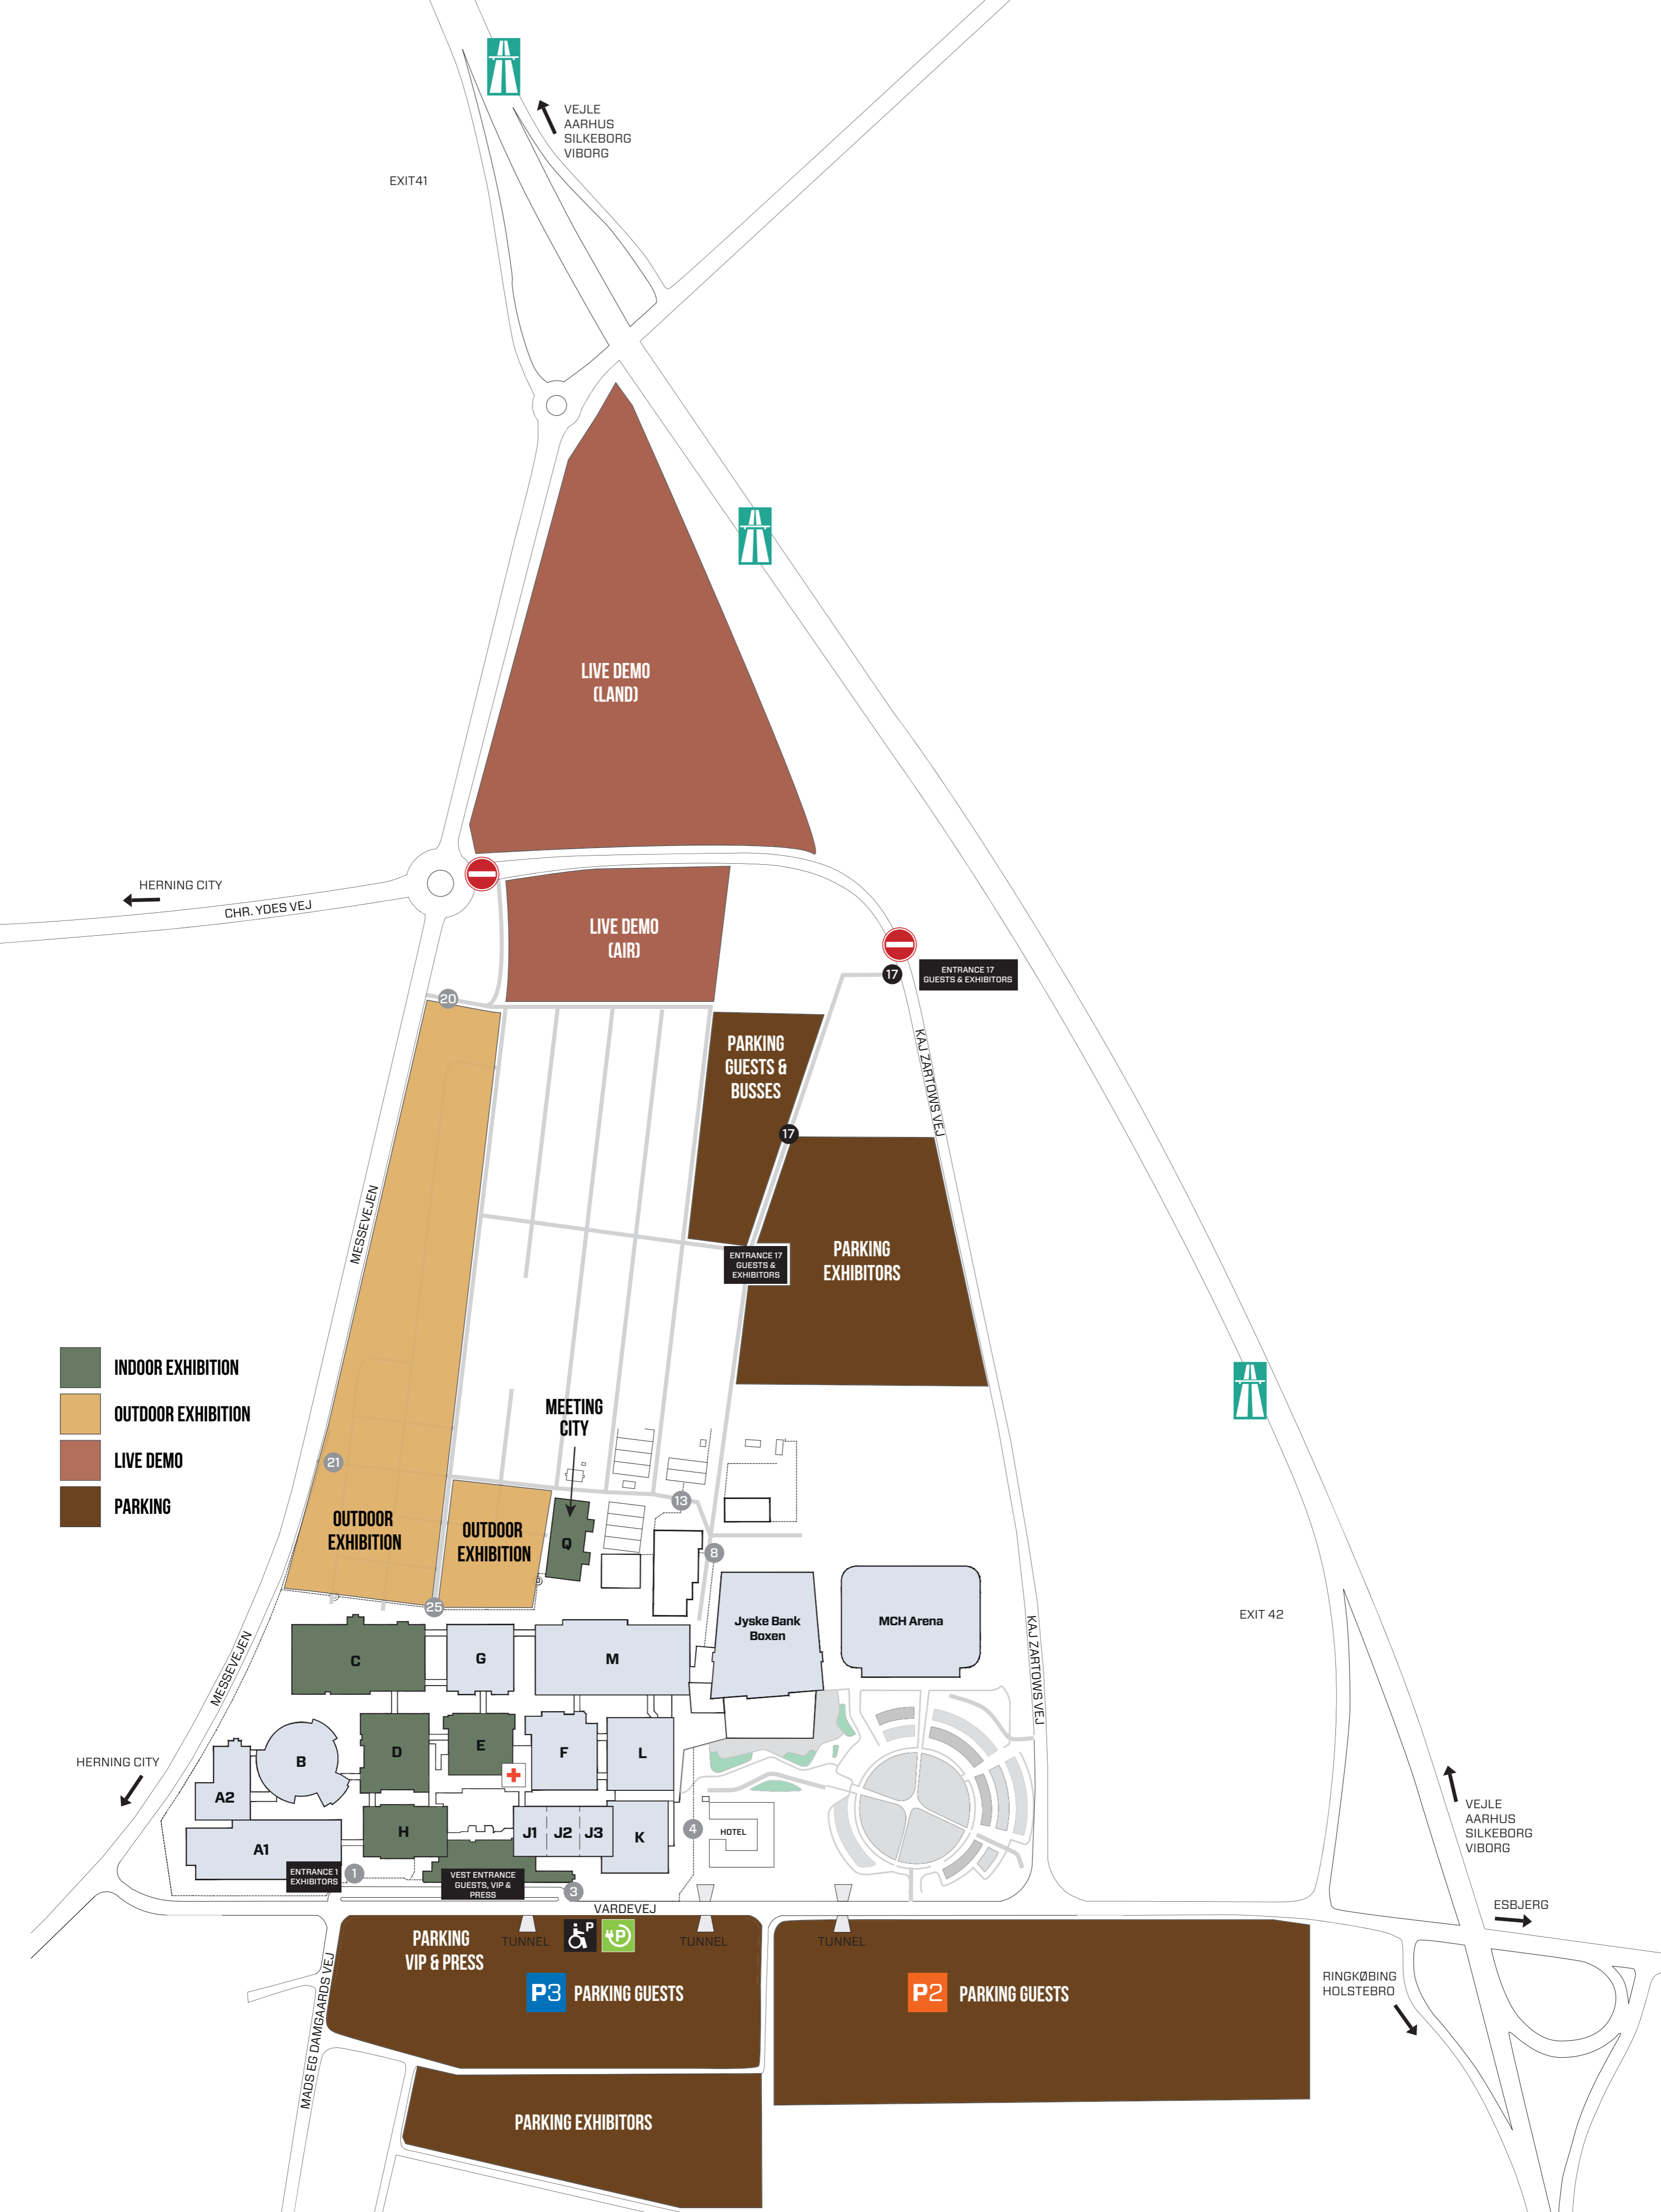 VEJLE
AARHUS
SILKEBORG
VIBORG
EXIT41
LIVE DEMO
(LAND)
HERNING CITY
CHR. YDES VEJ
LIVE DEMO
(AIR)
17
ENTRANCE 17
GUESTS & EXHIBITORS
20
PARKING
GUESTS &
BUSSES
KAJ ZARTOWS VEJ
17
MESSEVEJEN
ENTRANCE 17
GUESTS &
EXHIBITORS
PARKING
EXHIBITORS
INDOOR EXHIBITION
OUTDOOR EXHIBITION
LIVE DEMO
PARKING
MEETING
CITY
21
13
OUTDOOR
EXHIBITION
OUTDOOR
EXHIBITION
Q
8
25
Jyske Bank
Boxen
MCH Arena
EXIT 42
C
G
M
MESSEVEJEN
KAJ ZARTOWS VEJ
HERNING CITY
B
D
E
F
L
A2
A1
H
J1
J2
J3
K
4
HOTEL
VEJLE
AARHUS
SILKEBORG
VIBORG
ENTRANCE 1
EXHIBITORS
1
VEST ENTRANCE
GUESTS, VIP &
PRESS
3
VARDEVEJ
ESBJERG
PARKING
VIP & PRESS
TUNNEL
P
P
TUNNEL
TUNNEL
MADS EG DAMGAARDS VEJ
P3 PARKING GUESTS
P2 PARKING GUESTS
RINGKØBING
HOLSTEBRO
PARKING EXHIBITORS